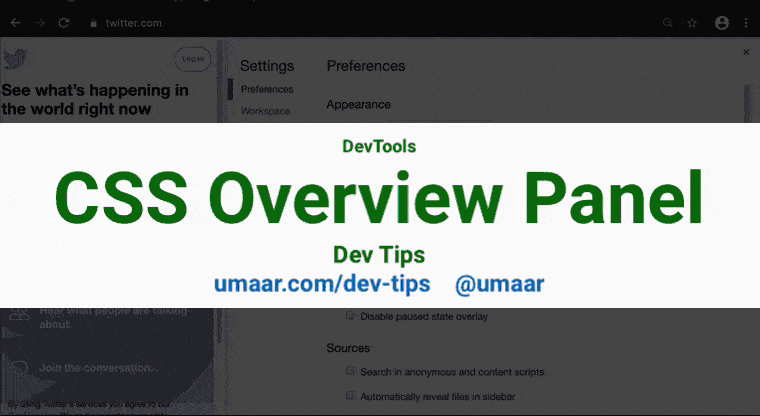 twitter.com
Log in
See what's happening in
the world right now
Settings
Preferences
Workspace
Preferences
Appearance
DevTools
CSS Overview Panel
Dev Tips
umaar.com/dev-tips @umaar
Hear what people are talking
about.
Join the conversation.
By using Twitter's services you agree to our
Disable paused state overlay
Sources
Search in anonymous and content scripts
Automatically reveal files in sidebar